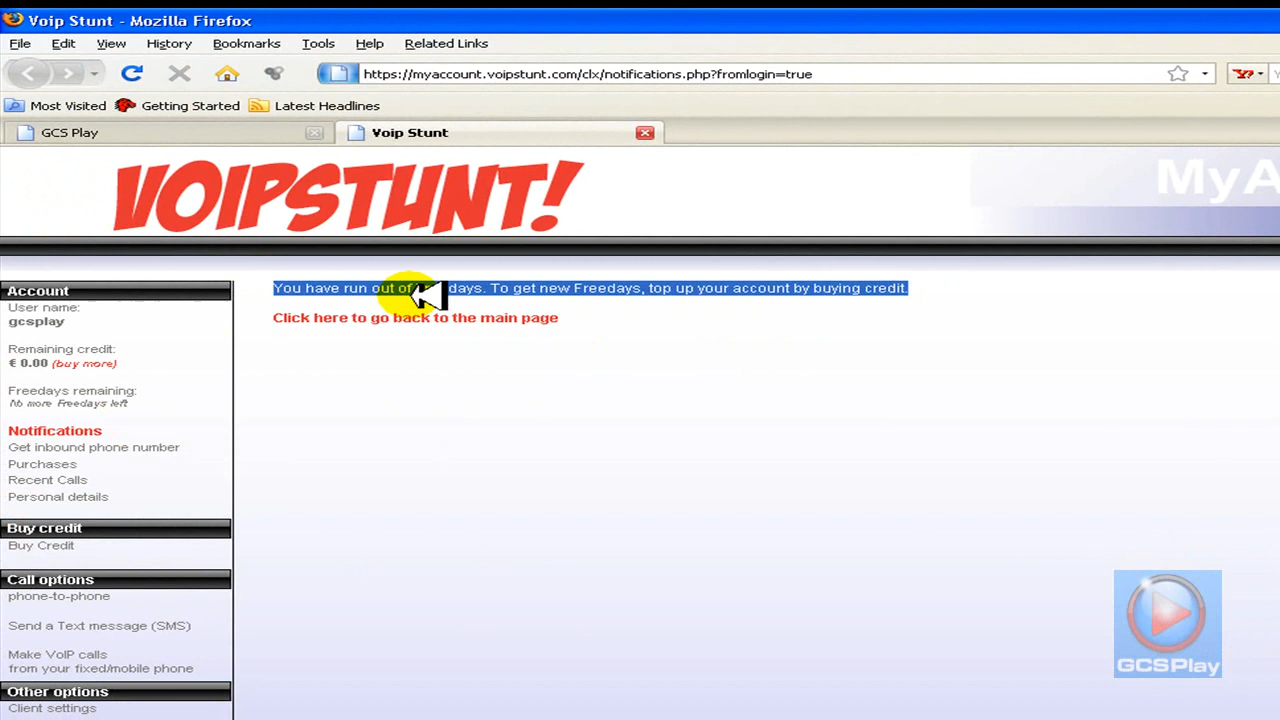 Voip Stunt - Mozilla Firefox
File Edit View History Bookmarks Tools Help Related Links
https://myaccount.voipstunt.com/clx/notifications.php?fromlogin=true
Most Visited Getting Started Latest Headlines
GCS Play Voip Stunt
VOIPSTUNT!
MyA
Account
User name:
gcsplay
Remaining credit:
€ 0.00 (buy more)
Freedays remaining:
No more Freedays left
Notifications
Get inbound phone number
Purchases
Recent Calls
Personal details
Buy credit
Buy Credit
Call options
phone-to-phone
Send a Text message (SMS)
Make VoIP calls
from your fixed/mobile phone
Other options
Client settings
You have run out of Freedays. To get new Freedays, top up your account by buying credit.
Click here to go back to the main page
GCSPlay